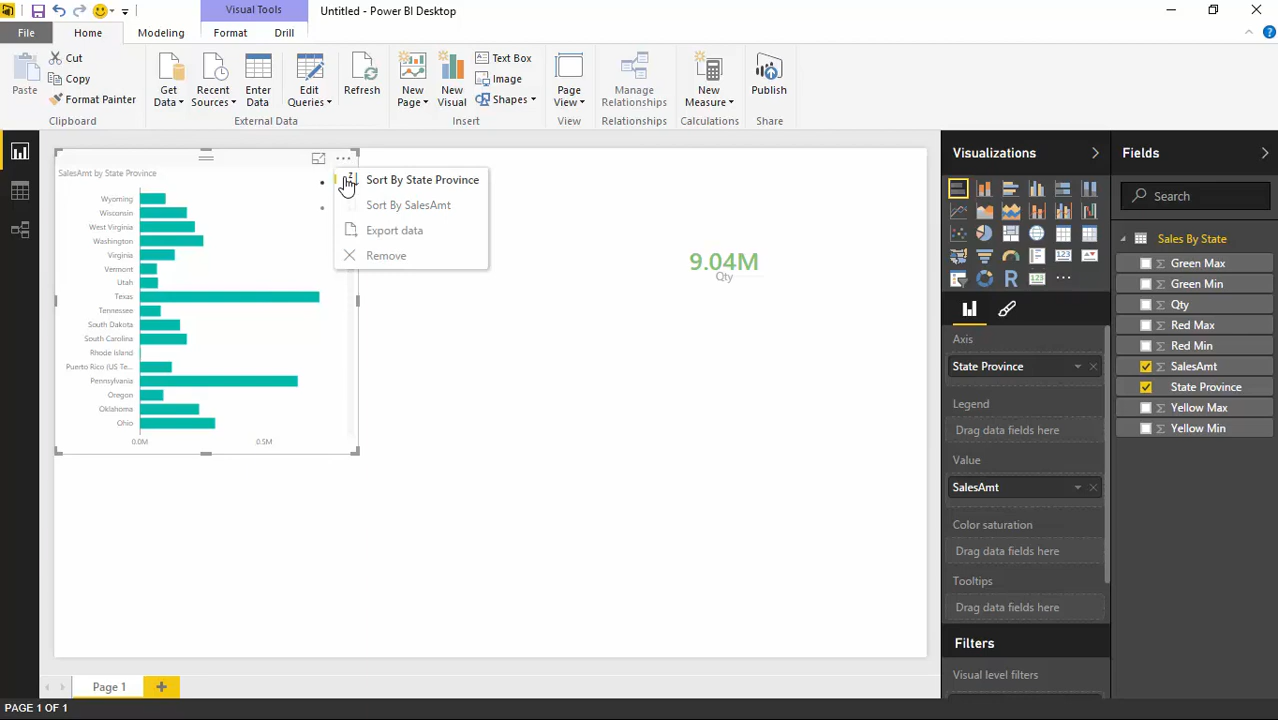 Visual Tools
Untitled - Power BI Desktop
File
Home
Modeling
Format
Drill
Paste
Cut
Copy
Format Painter
Clipboard
Get Data
Recent Sources
Enter Data
Edit Queries
Refresh
External Data
New Page
New Visual
Text Box
Image
Shapes
Insert
Page View
View
Manage Relationships
Relationships
New Measure
Calculations
Publish
Share
SalesAmt by State Province
Wyoming
Wisconsin
West Virginia
Washington
Virginia
Vermont
Utah
Texas
Tennessee
South Dakota
South Carolina
Rhode Island
Puerto Rico (US Te...
Pennsylvania
Oregon
Oklahoma
Ohio
0.0M
0.5M
Sort By State Province
Sort By SalesAmt
Export data
Remove
9.04M
Qty
Visualizations
R
Axis
State Province
Legend
Drag data fields here
Value
SalesAmt
Color saturation
Drag data fields here
Tooltips
Drag data fields here
Filters
Visual level filters
Fields
Search
Sales By State
Green Max
Green Min
Qty
Red Max
Red Min
SalesAmt
State Province
Yellow Max
Yellow Min
Page 1
PAGE 1 OF 1